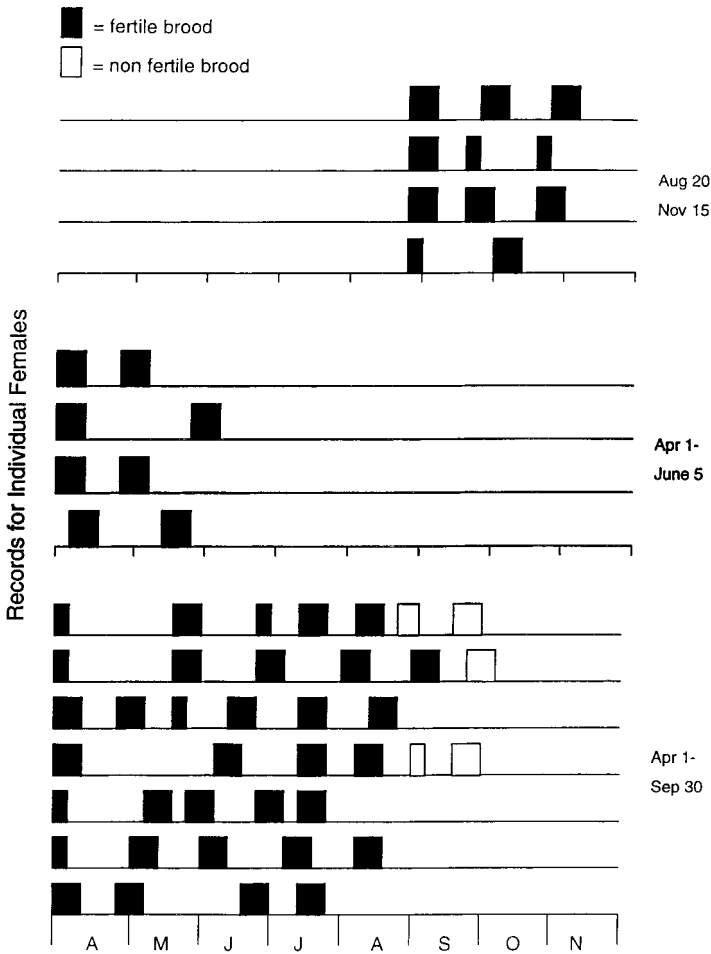 = fertile brood
= non fertile brood
Aug 20
Nov 15
Records for Individual Females
Apr 1-
June 5
Apr 1-
Sep 30
A M J J A S O N